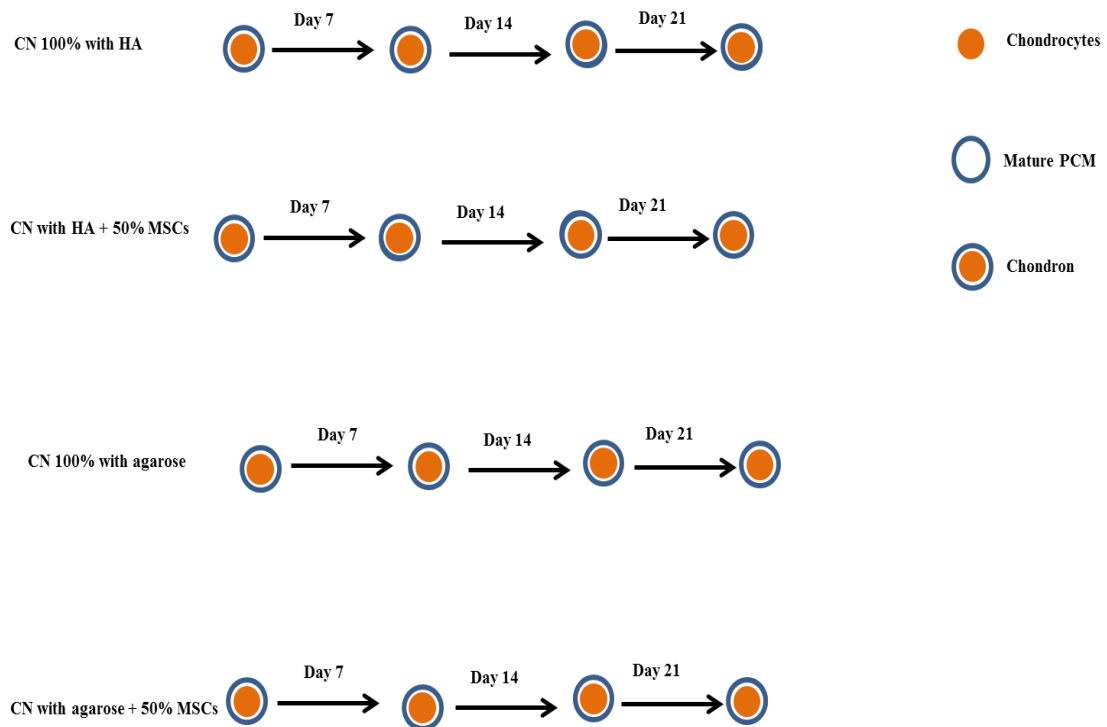 Day 7
Day 14
Day 21
CN 100% with HA
Chondrocytes
Mature PCM
Day 7
Day 14
Day 21
CN with HA + 50% MSCs
Chondron
Day 7
Day 14
Day 21
CN 100% with agarose
Day 7
Day 14
Day 21
CN with agarose + 50% MSCs